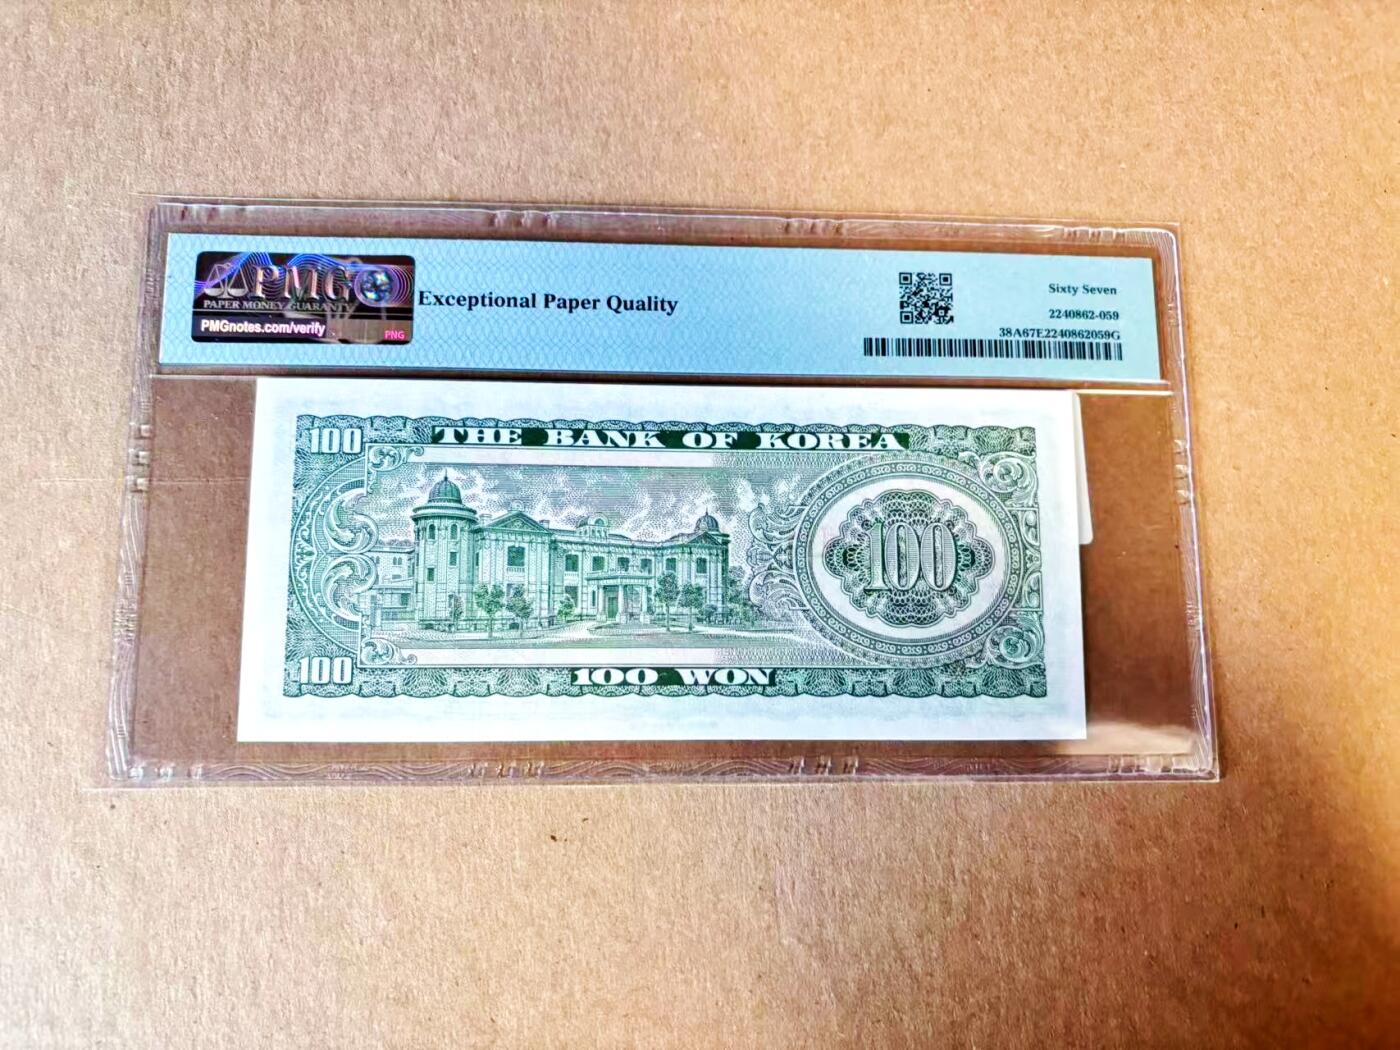 PMG
PAPER MONEY GUARANTY
PMGnotes.com/verify
PNG
Exceptional Paper Quality
Sixty Seven
2240862-059
38A67E2240862059G
100
THE BANK OF KOREA
100
100
100 WON